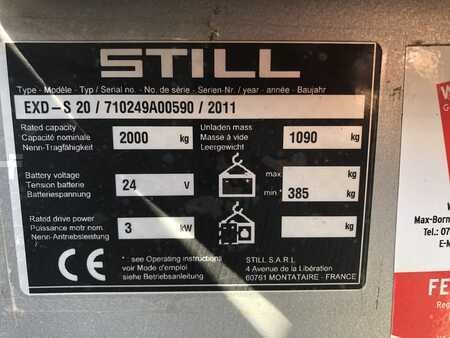 STILL
Type - Modèle - Typ / Serial no. - No. de série - Serien-Nr. / year - année - Baujahr
EXD-S 20 / 710249A00590 / 2011
Rated capacity
Capacité nominale
Nenn-Tragfähigkeit
2000 kg
Unladen mass
Masse à vide
Leergewicht
1090 kg
Battery voltage
Tension batterie
Batteriespannung
24 V
max kg
min * 385 kg
Rated drive power
Puissance motr nom.
Nenn-Antriebsleistung
3 kW
kg
CE
* : see Operating instructions
voir Mode d'emploi
siehe Betriebsanleitung
STILL S.A.R.L
4 Avenue de la Libération
60761 MONTATAIRE - FRANCE
W
Max-Born
Tel.: 07
E-M
FE